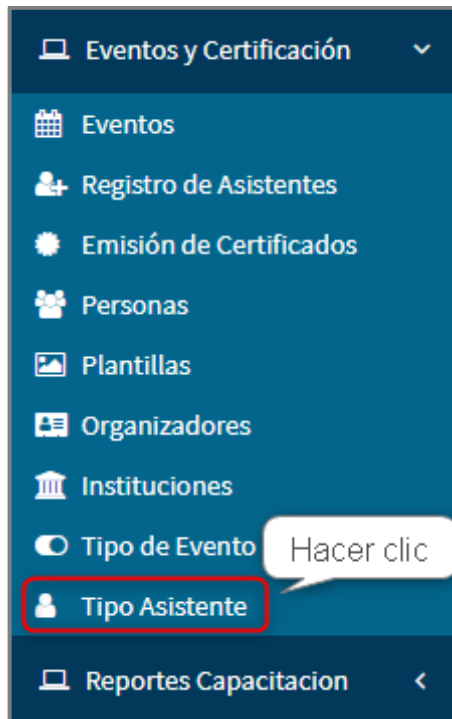 Eventos y Certificación
Eventos
Registro de Asistentes
Emisión de Certificados
Personas
Plantillas
Organizadores
Instituciones
Tipo de Evento
Hacer clic
Tipo Asistente
Reportes Capacitacion